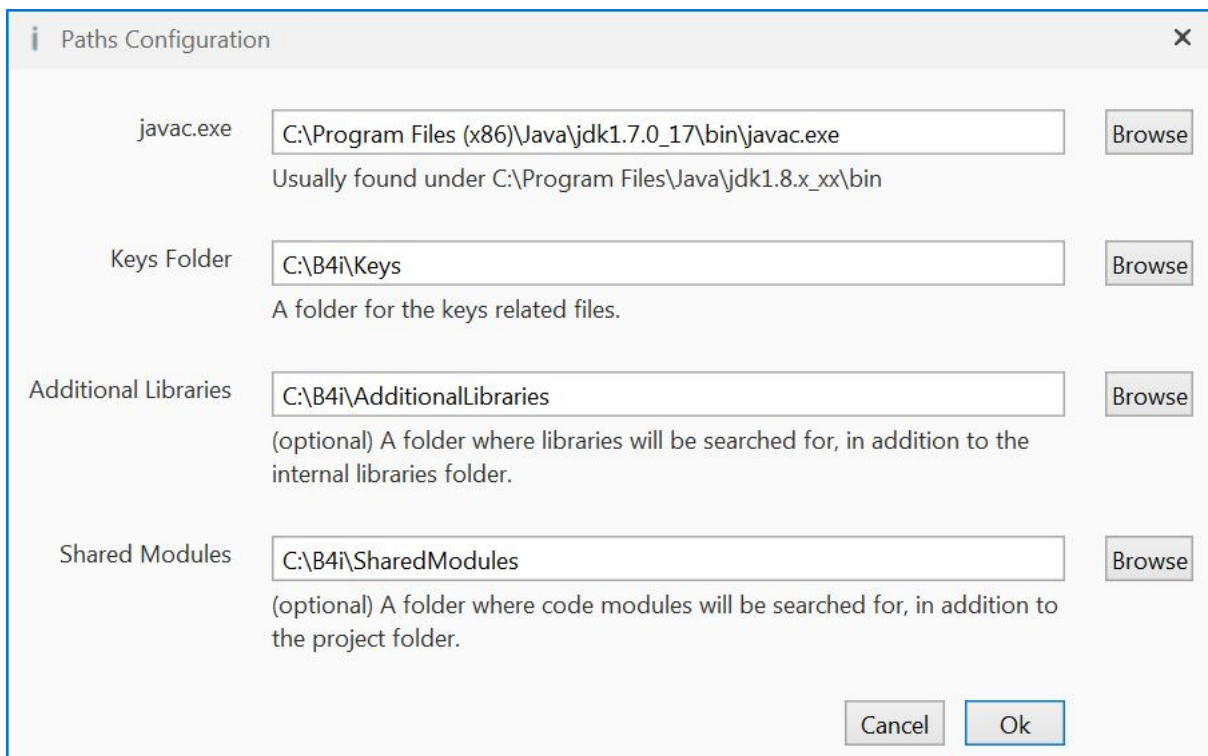 Paths Configuration
javac.exe
C:\Program Files (x86)\Java\jdk1.7.0_17\bin\javac.exe
Browse
Usually found under C:\Program Files\Java\jdk1.8.x_xx\bin
Keys Folder
C:\B4i\Keys
Browse
A folder for the keys related files.
Additional Libraries
C:\B4i\AdditionalLibraries
Browse
(optional) A folder where libraries will be searched for, in addition to the
internal libraries folder.
Shared Modules
C:\B4i\SharedModules
Browse
(optional) A folder where code modules will be searched for, in addition to
the project folder.
Cancel
Ok